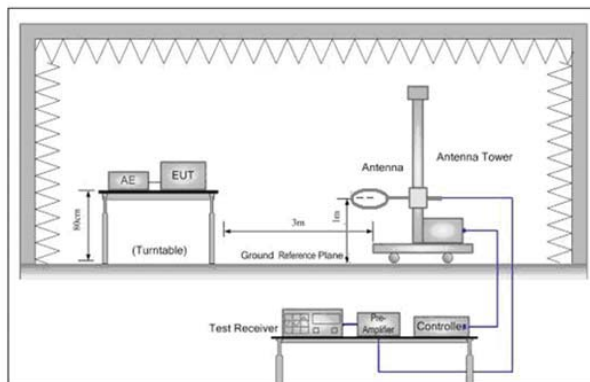 Antenna
Antenna Tower
AE
EUT
80cm
(Turntable)
3m
1m
Ground Reference Plane
Test Receiver
Pre-
Amplifier
Controller